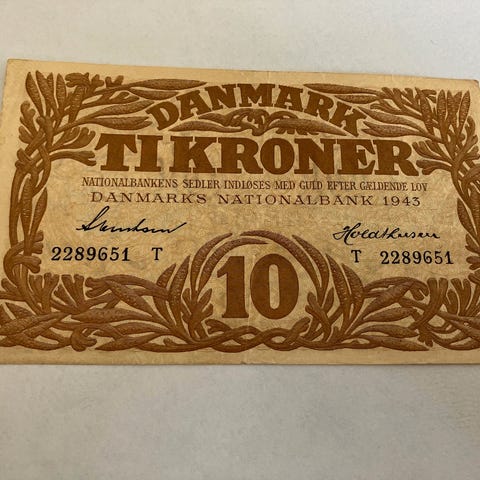 DANMARK
TI KRONER
NATIONALBANKENS SEDLER INDLØSES MED GULD EFTER GÆLDENDE LOV
DANMARKS NATIONALBANK 1943
2289651 T T 2289651
10